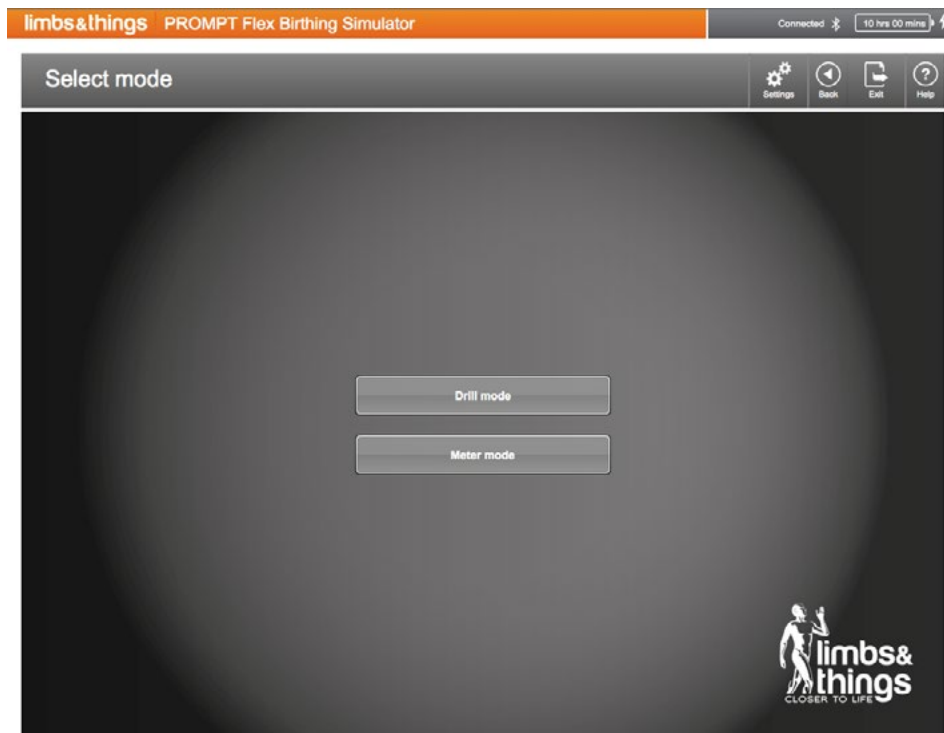 limbs&things PROMPT Flex Birthing Simulator
Connected 10 hrs 00 mins
Select mode
Settings Back Exit Help
Drill mode
Meter mode
limbs&
things
CLOSER TO LIFE